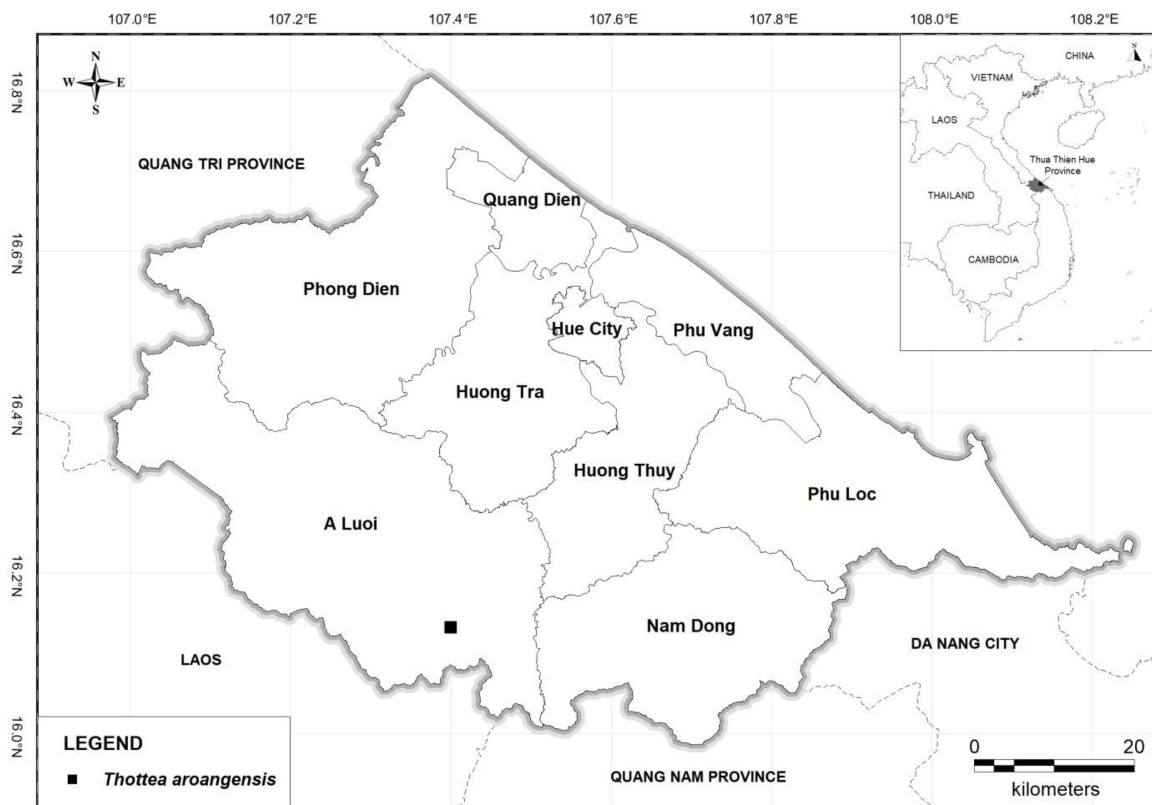 107.0°E
107.2°E
107.4°E
107.6°E
107.8°E
108.0°E
108.2°E
N
W
E
S
16.8°N
16.6°N
16.4°N
16.2°N
16.0°N
QUANG TRI PROVINCE
Quang Dien
Phong Dien
Hue City
Phu Vang
Huong Tra
Huong Thuy
Phu Loc
A Luoi
Nam Dong
LAOS
DA NANG CITY
QUANG NAM PROVINCE
N
CHINA
VIETNAM
LAOS
Thua Thien Hue
Province
THAILAND
CAMBODIA
LEGEND
Thottea aroangensis
0
20
kilometers